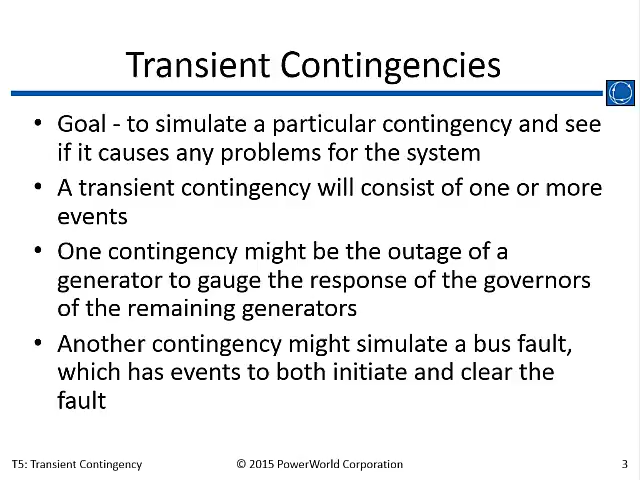 Transient Contingencies
• Goal - to simulate a particular contingency and see
if it causes any problems for the system
• A transient contingency will consist of one or more
events
• One contingency might be the outage of a
generator to gauge the response of the governors
of the remaining generators
• Another contingency might simulate a bus fault,
which has events to both initiate and clear the
fault
T5: Transient Contingency
© 2015 PowerWorld Corporation
3